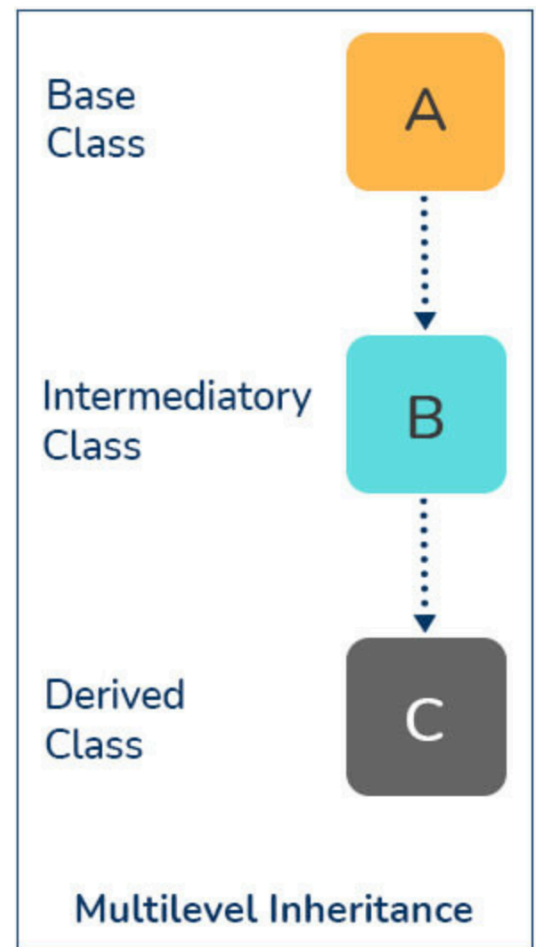 Base
Class
A
Intermediatory
Class
B
Derived
Class
C
Multilevel Inheritance